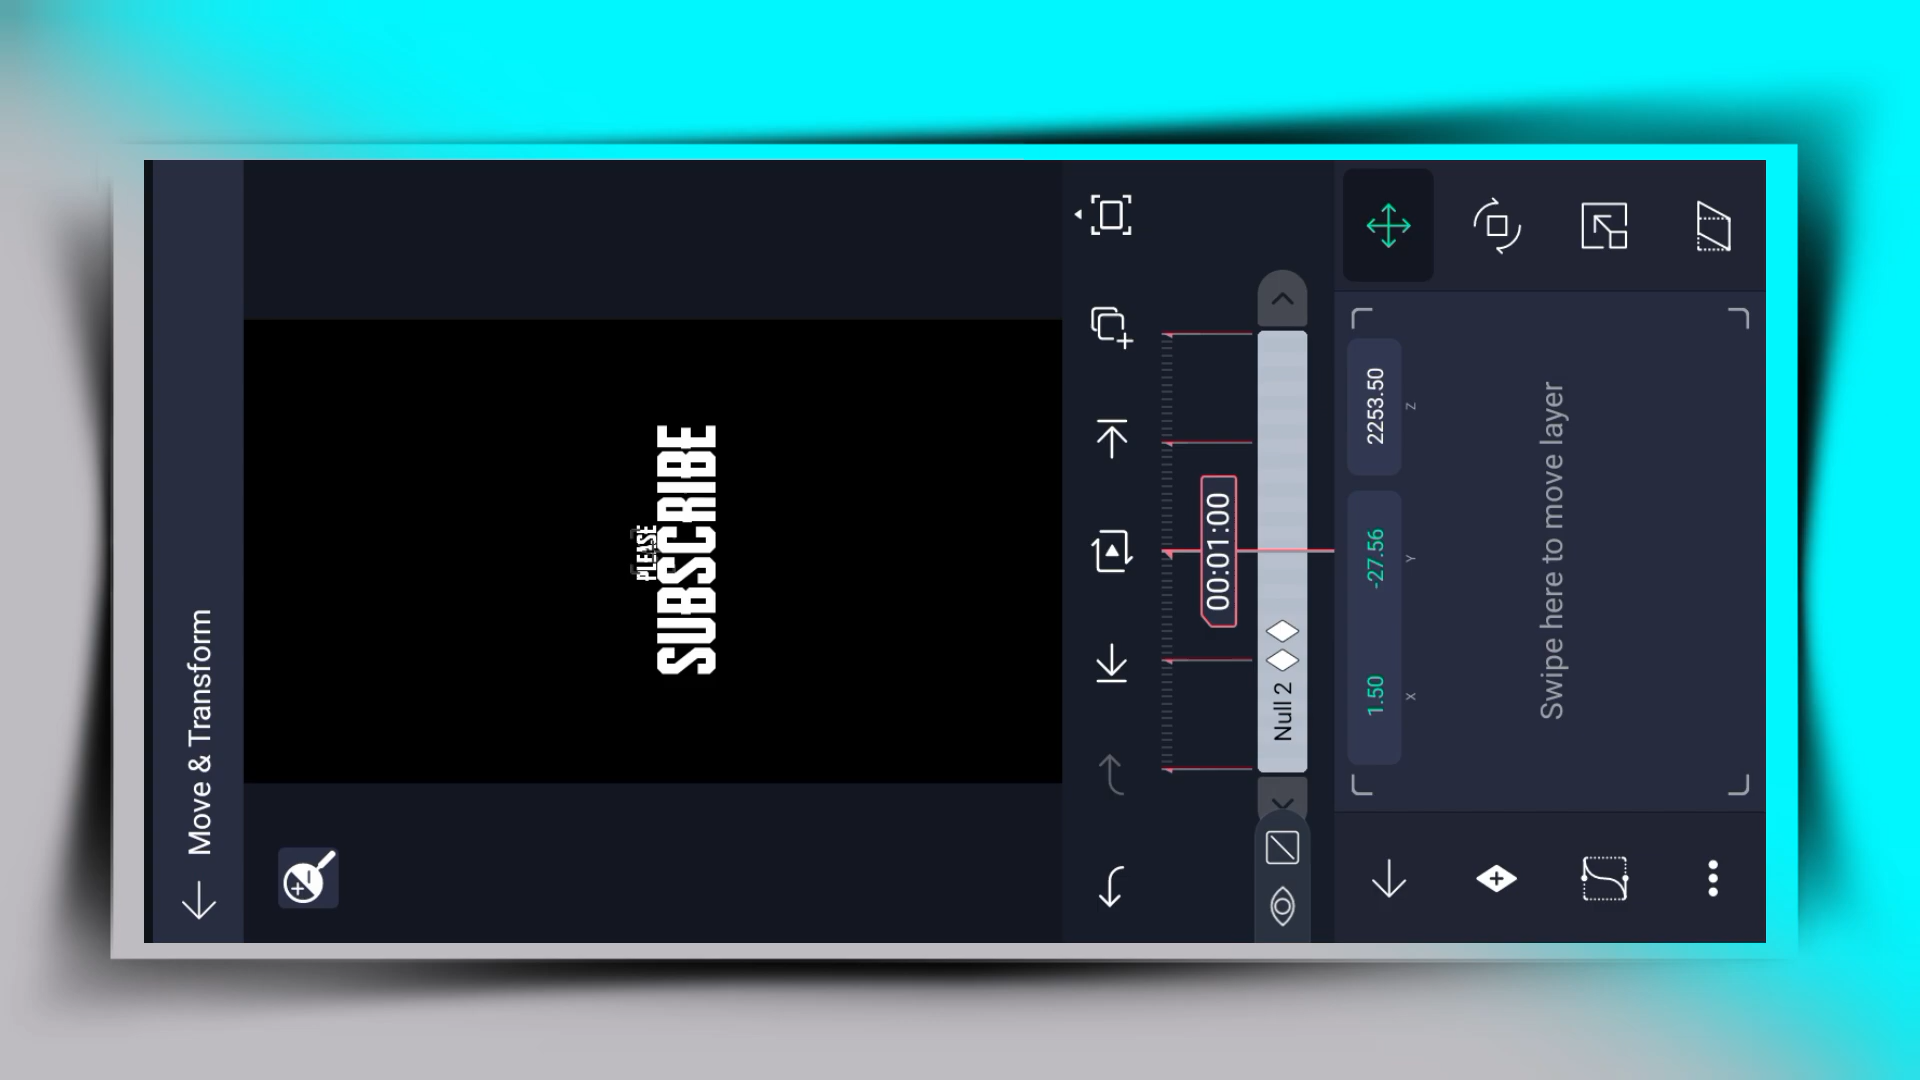 Move & Transform
PLEASE
SUBSCRIBE
00:01:00
Null 2
1.50
-27.56
2253.50
X
Y
Z
Swipe here to move layer